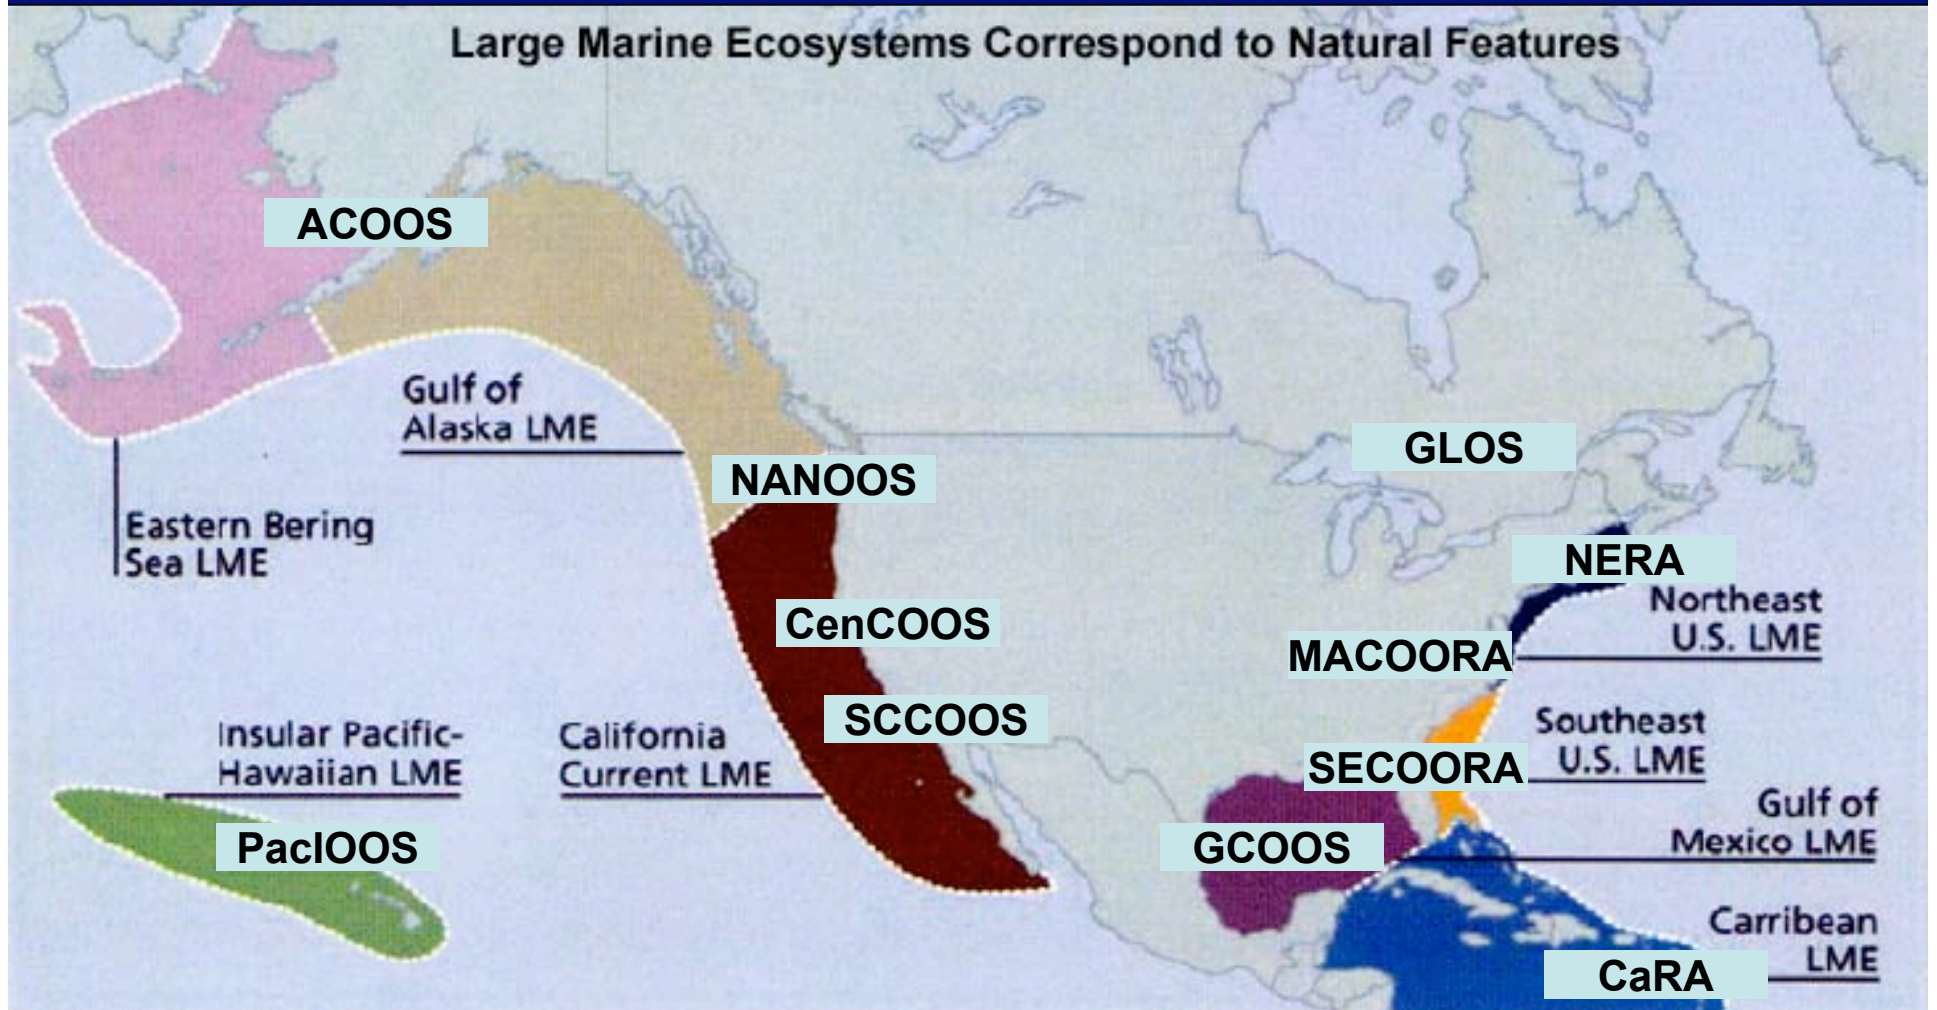 Large Marine Ecosystems Correspond to Natural Features
ACOOS
Gulf of
Alaska LME
GLOS
NANOOS
Eastern Bering
Sea LME
NERA
Northeast
U.S. LME
CenCOOS
MACOORA
SCCOOS
Insular Pacific-
Hawaiian LME
California
Current LME
Southeast
U.S. LME
SECOORA
Gulf of
Mexico LME
PacIOOS
GCOOS
Carribean
LME
CaRA